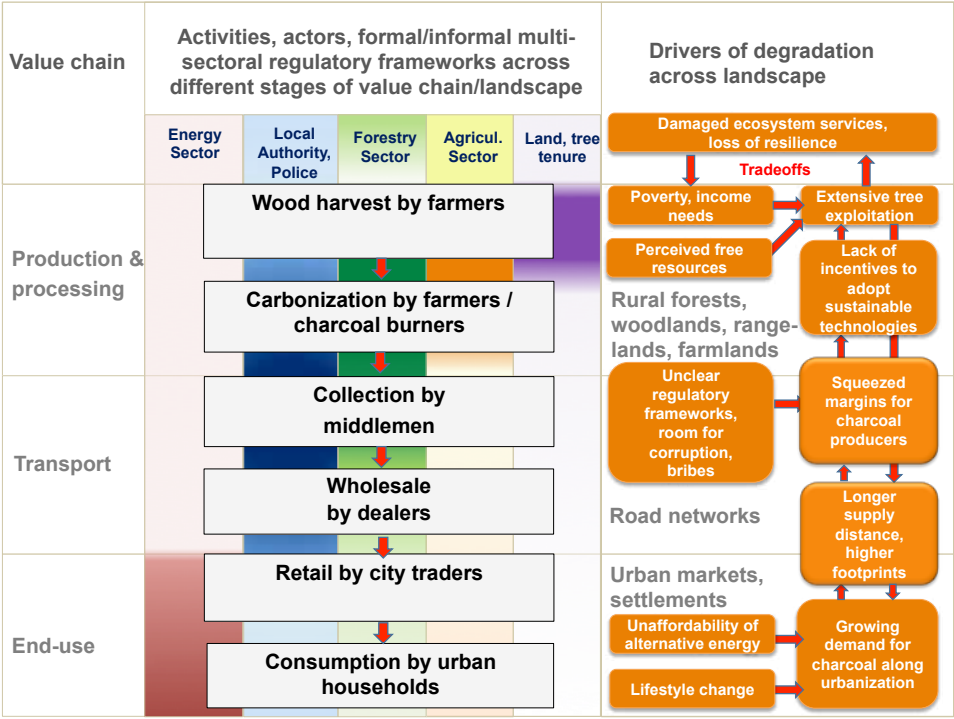 Value chain
Activities, actors, formal/informal multi-
sectoral regulatory frameworks across
different stages of value chain/landscape
Drivers of degradation
across landscape
Energy
Sector
Local
Authority,
Police
Forestry
Sector
Agricul.
Sector
Land, tree
tenure
Production &
processing
Transport
End-use
Wood harvest by farmers
Carbonization by farmers /
charcoal burners
Collection by
middlemen
Wholesale
by dealers
Retail by city traders
Consumption by urban
households
Damaged ecosystem services,
loss of resilience
Tradeoffs
Poverty, income
needs
Extensive tree
exploitation
Perceived free
resources
Lack of
incentives to
adopt
sustainable
technologies
Rural forests,
woodlands, range-
lands, farmlands
Unclear
regulatory
frameworks,
room for
corruption,
bribes
Squeezed
margins for
charcoal
producers
Road networks
Longer
supply
distance,
higher
footprints
Urban markets,
settlements
Unaffordability of
alternative energy
Growing
demand for
charcoal along
urbanization
Lifestyle change